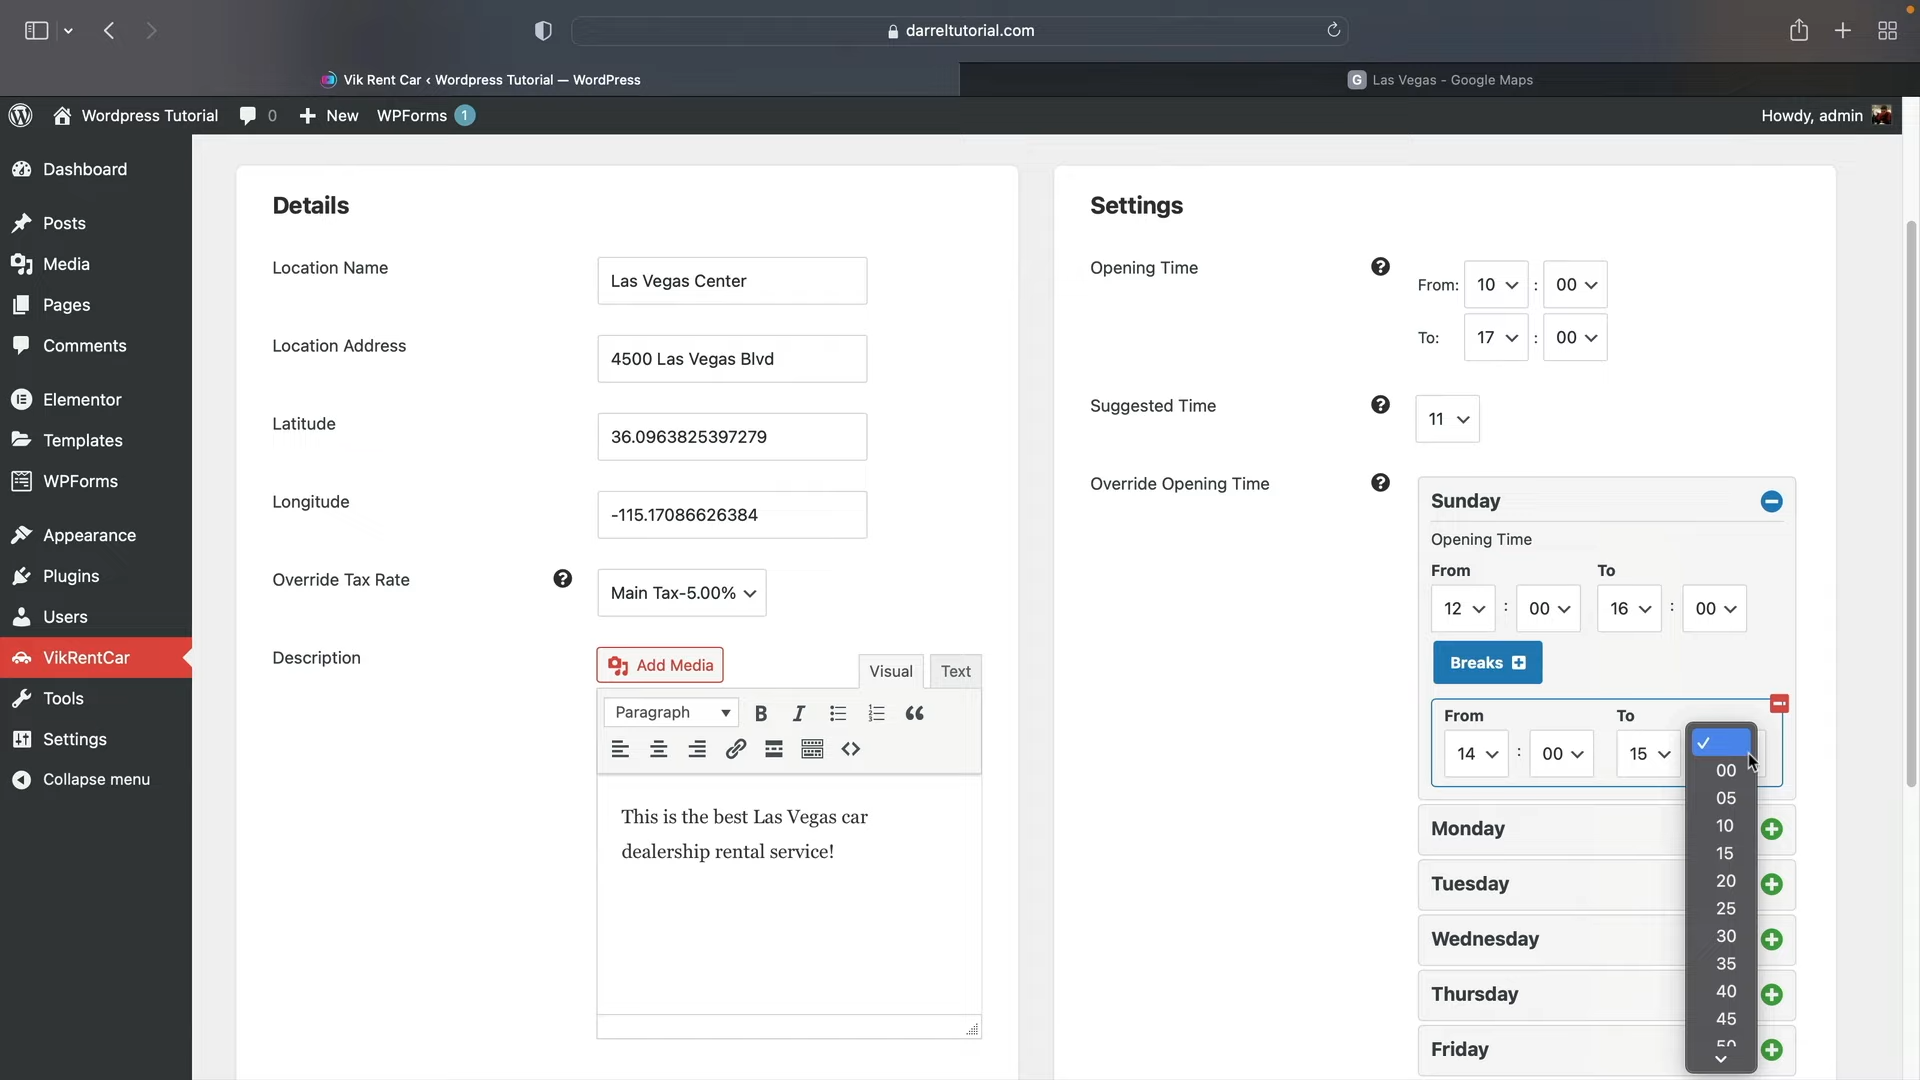 darreltutorial.com
Vik Rent Car ‹ Wordpress Tutorial — WordPress
G Las Vegas - Google Maps
Wordpress Tutorial 0 New WPForms 1
Howdy, admin
Dashboard
Posts
Media
Pages
Comments
Elementor
Templates
WPForms
Appearance
Plugins
Users
VikRentCar
Tools
Settings
Collapse menu
Details
Location Name
Las Vegas Center
Location Address
4500 Las Vegas Blvd
Latitude
36.0963825397279
Longitude
-115.17086626384
Override Tax Rate
Main Tax-5.00%
Description
Add Media
Visual Text
Paragraph
This is the best Las Vegas car
dealership rental service!
Settings
Opening Time
From: 10 : 00
To: 17 : 00
Suggested Time
11
Override Opening Time
Sunday
Opening Time
From To
12 : 00 16 : 00
Breaks
From To
14 : 00 15
00
05
10
15
20
25
30
35
40
45
50
Monday
Tuesday
Wednesday
Thursday
Friday